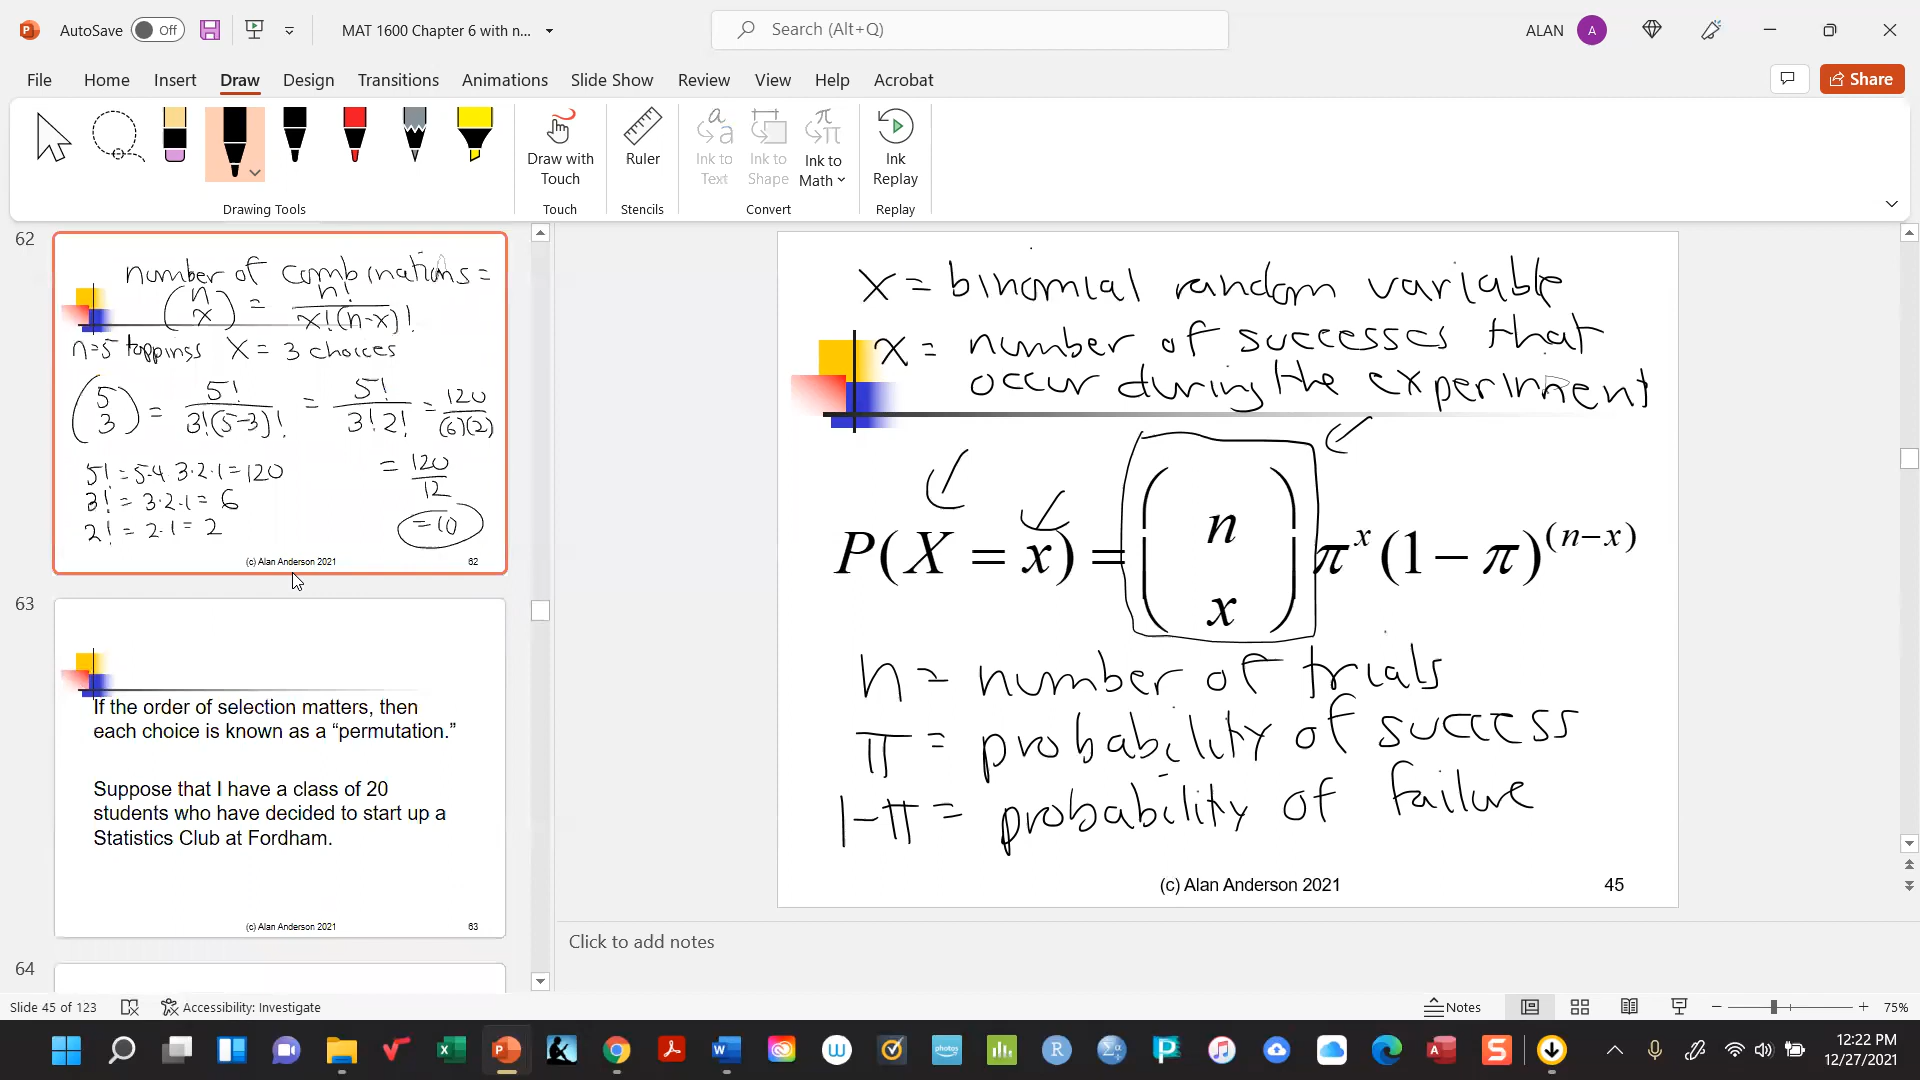 AutoSave Off MAT 1600 Chapter 6 with n... Search (Alt+Q) ALAN A
File Home Insert Draw Design Transitions Animations Slide Show Review View Help Acrobat Share
Draw with Touch
Ruler
Ink to Text
Ink to Shape
Ink to Math
Ink Replay
Drawing Tools Touch Stencils Convert Replay
62
number of combinations =
(n x) = n! / x!(n-x)!
n=5 toppings X = 3 choices
(5 3) = 5! / 3!(5-3)! = 5! / 3!2! = 120 / (6)(2)
5! = 5·4·3·2·1 = 120 = 120 / 12
3! = 3·2·1 = 6
2! = 2·1 = 2 = 10
(c) Alan Anderson 2021 62
63
If the order of selection matters, then
each choice is known as a “permutation.”
Suppose that I have a class of 20
students who have decided to start up a
Statistics Club at Fordham.
(c) Alan Anderson 2021 63
64
X = binomial random variable
x = number of successes that
occur during the experiment
P(X = x) = (n x) π^x (1 − π)^(n−x)
n = number of trials
π = probability of success
1-π = probability of failure
(c) Alan Anderson 2021 45
Click to add notes
Slide 45 of 123 Accessibility: Investigate Notes 75%
12:22 PM
12/27/2021